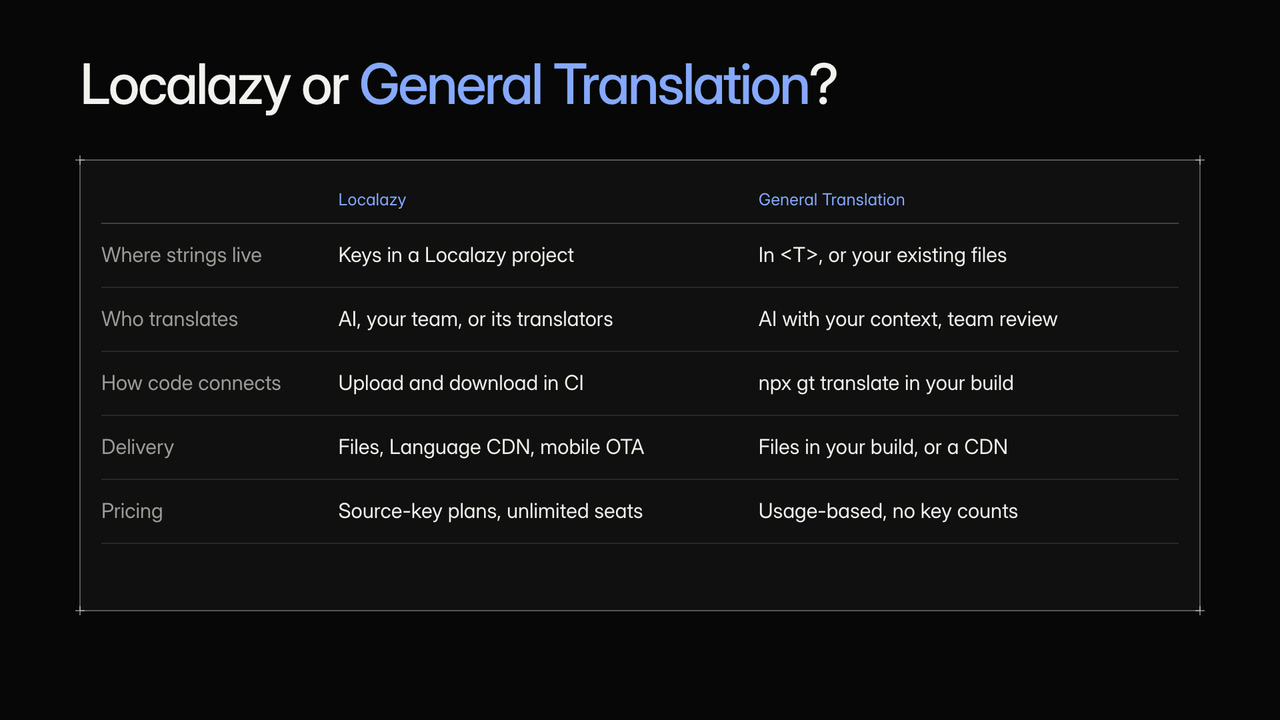 Localazy or General Translation?
Localazy General Translation
Where strings live Keys in a Localazy project In <T>, or your existing files
Who translates AI, your team, or its translators AI with your context, team review
How code connects Upload and download in CI npx gt translate in your build
Delivery Files, Language CDN, mobile OTA Files in your build, or a CDN
Pricing Source-key plans, unlimited seats Usage-based, no key counts